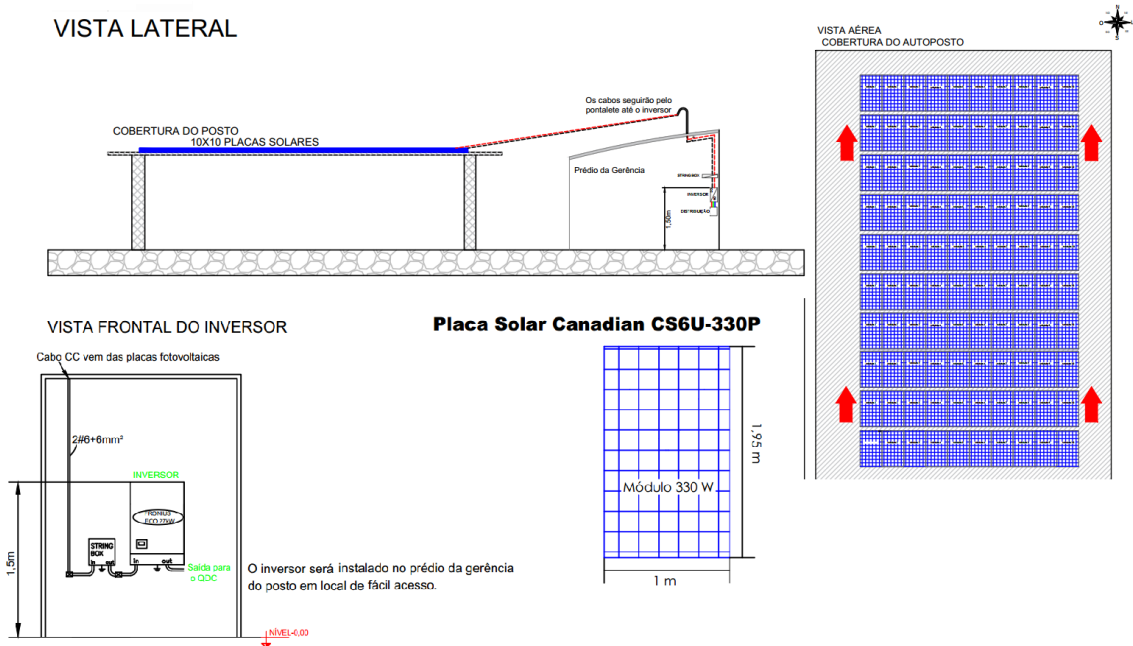 VISTA LATERAL
COBERTURA DO POSTO
10X10 PLACAS SOLARES
Os cabos seguirão pelo
pontalete até o inversor
Prédio da Gerência
STRINGBOX
INVERSOR
DISTRIBUIÇÃO
1,50m
VISTA AÉREA
COBERTURA DO AUTOPOSTO
N
O
L
S
VISTA FRONTAL DO INVERSOR
Cabo CC vem das placas fotovoltaicas
2#6+6mm²
INVERSOR
FRONIUS
ECO 27kW
STRING
BOX
In
out
In
out
Saída para
o QDC
1,5m
NÍVEL-0,00
O inversor será instalado no prédio da gerência
do posto em local de fácil acesso.
Placa Solar Canadian CS6U-330P
Módulo 330 W
1,95 m
1 m